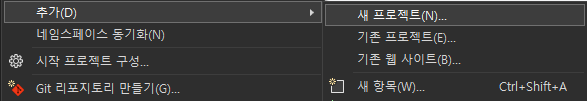 추가(D)
네임스페이스 동기화(N)
시작 프로젝트 구성...
Git 리포지토리 만들기(G)...
새 프로젝트(N)...
기존 프로젝트(E)...
기존 웹 사이트(B)...
새 항목(W)... Ctrl+Shift+A